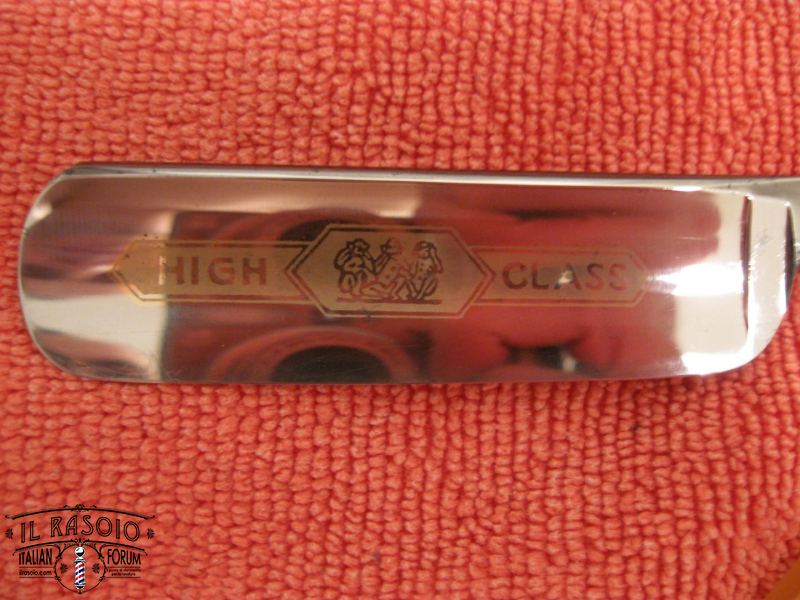 HIGH CLASS
IL RASOIO
ITALIAN FORUM
ilrasoio.com